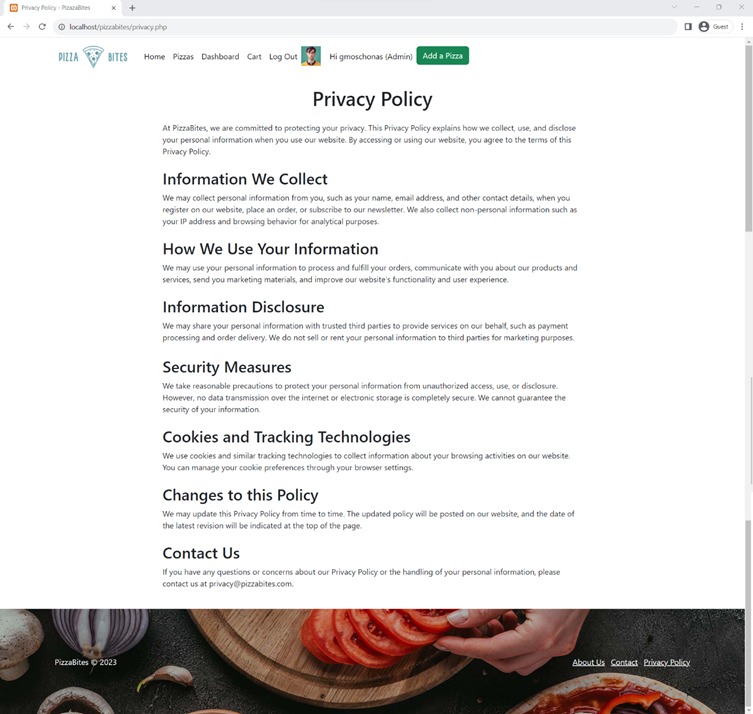 Privacy Policy - PizazaBites
localhost/pizzabites/privacy.php
Guest
PIZZA BITES
Home Pizzas Dashboard Cart Log Out Hi gmoschonas (Admin) Add a Pizza
Privacy Policy
At PizzaBites, we are committed to protecting your privacy. This Privacy Policy explains how we collect, use, and disclose
your personal information when you use our website. By accessing or using our website, you agree to the terms of this
Privacy Policy.
Information We Collect
We may collect personal information from you, such as your name, email address, and other contact details, when you
register on our website, place an order, or subscribe to our newsletter. We also collect non-personal information such as
your IP address and browsing behavior for analytical purposes.
How We Use Your Information
We may use your personal information to process and fulfill your orders, communicate with you about our products and
services, send you marketing materials, and improve our website's functionality and user experience.
Information Disclosure
We may share your personal information with trusted third parties to provide services on our behalf, such as payment
processing and order delivery. We do not sell or rent your personal information to third parties for marketing purposes.
Security Measures
We take reasonable precautions to protect your personal information from unauthorized access, use, or disclosure.
However, no data transmission over the internet or electronic storage is completely secure. We cannot guarantee the
security of your information.
Cookies and Tracking Technologies
We use cookies and similar tracking technologies to collect information about your browsing activities on our website.
You can manage your cookie preferences through your browser settings.
Changes to this Policy
We may update this Privacy Policy from time to time. The updated policy will be posted on our website, and the date of
the latest revision will be indicated at the top of the page.
Contact Us
If you have any questions or concerns about our Privacy Policy or the handling of your personal information, please
contact us at privacy@pizzabites.com.
PizzaBites © 2023
About Us Contact Privacy Policy